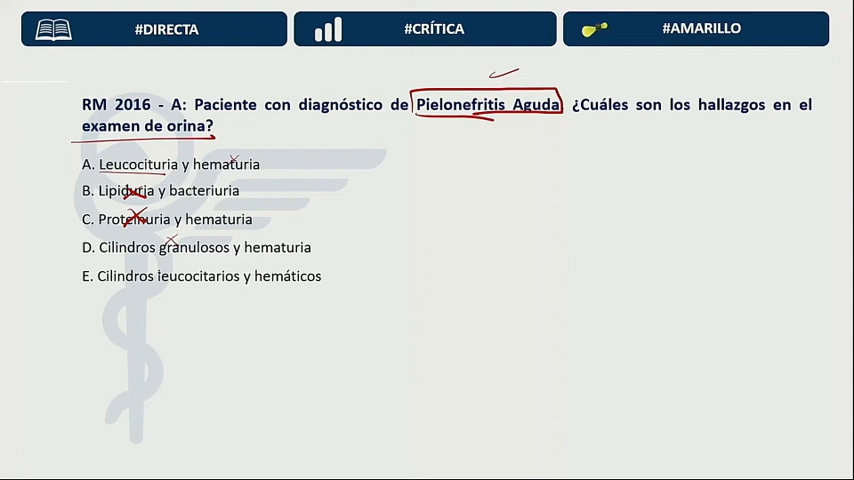 #DIRECTA
#CRÍTICA
#AMARILLO
RM 2016 - A: Paciente con diagnóstico de Pielonefritis Aguda ¿Cuáles son los hallazgos en el
examen de orina?
A. Leucocituria y hematuria
B. Lipiduria y bacteriuria
C. Proteinuria y hematuria
D. Cilindros granulosos y hematuria
E. Cilindros leucocitarios y hemáticos